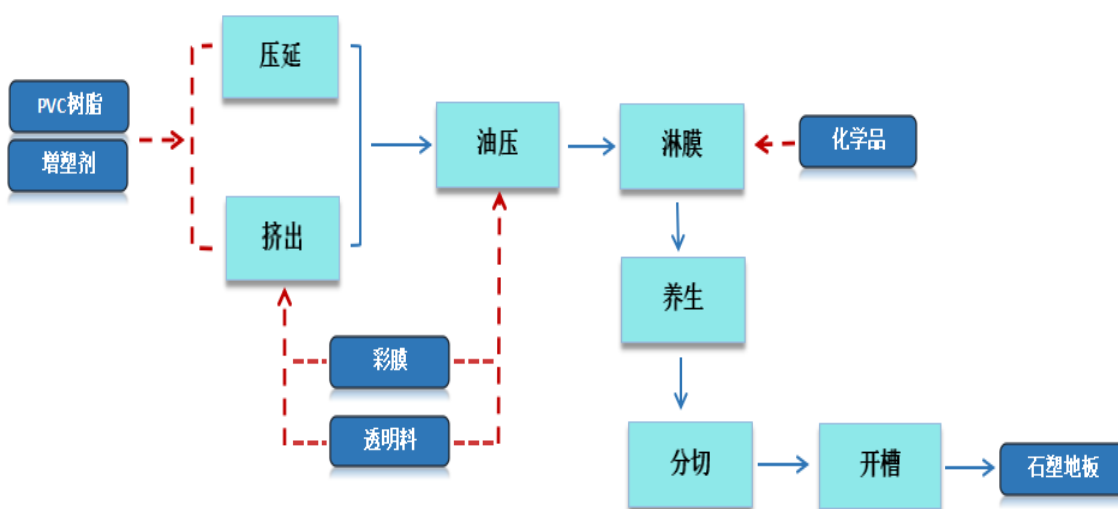 压延
PVC树脂
增塑剂
油压
淋膜
化学品
挤出
养生
彩膜
透明料
分切
开槽
石塑地板